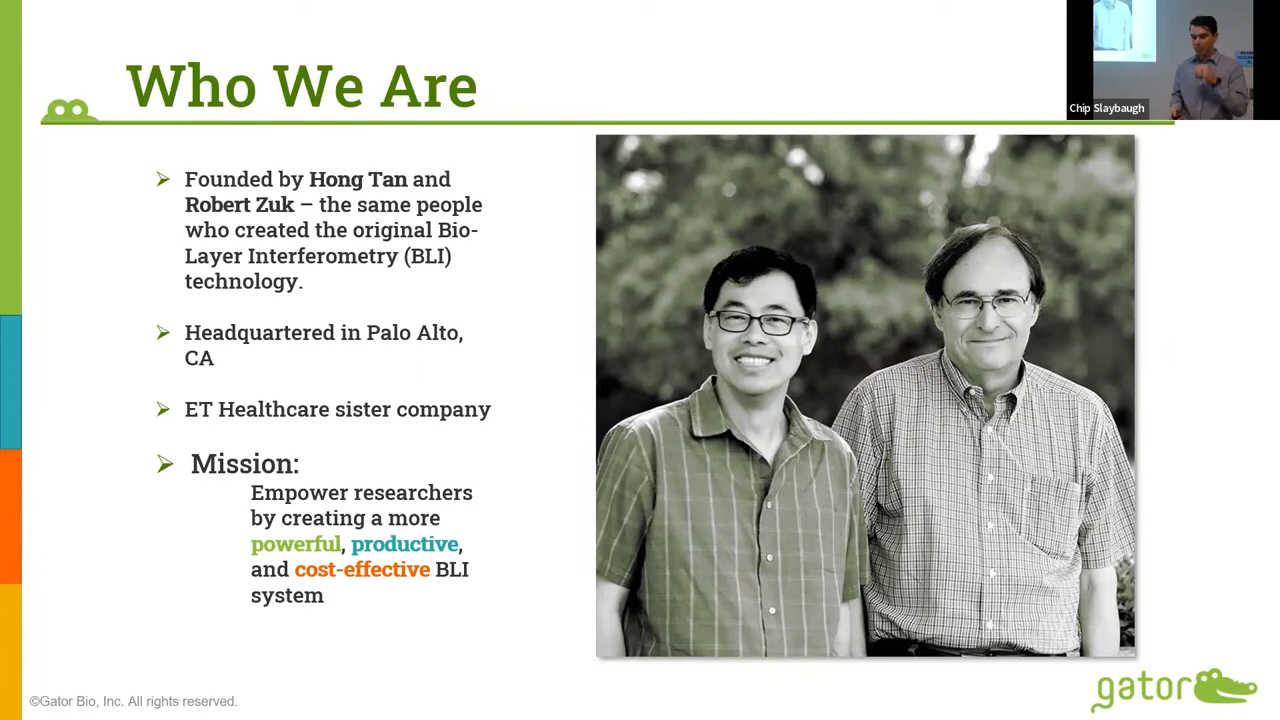 Who We Are
Chip Slaybaugh
Founded by Hong Tan and
Robert Zuk – the same people
who created the original Bio-
Layer Interferometry (BLI)
technology.
Headquartered in Palo Alto,
CA
ET Healthcare sister company
Mission:
Empower researchers
by creating a more
powerful, productive,
and cost-effective BLI
system
©Gator Bio, Inc. All rights reserved.
gator